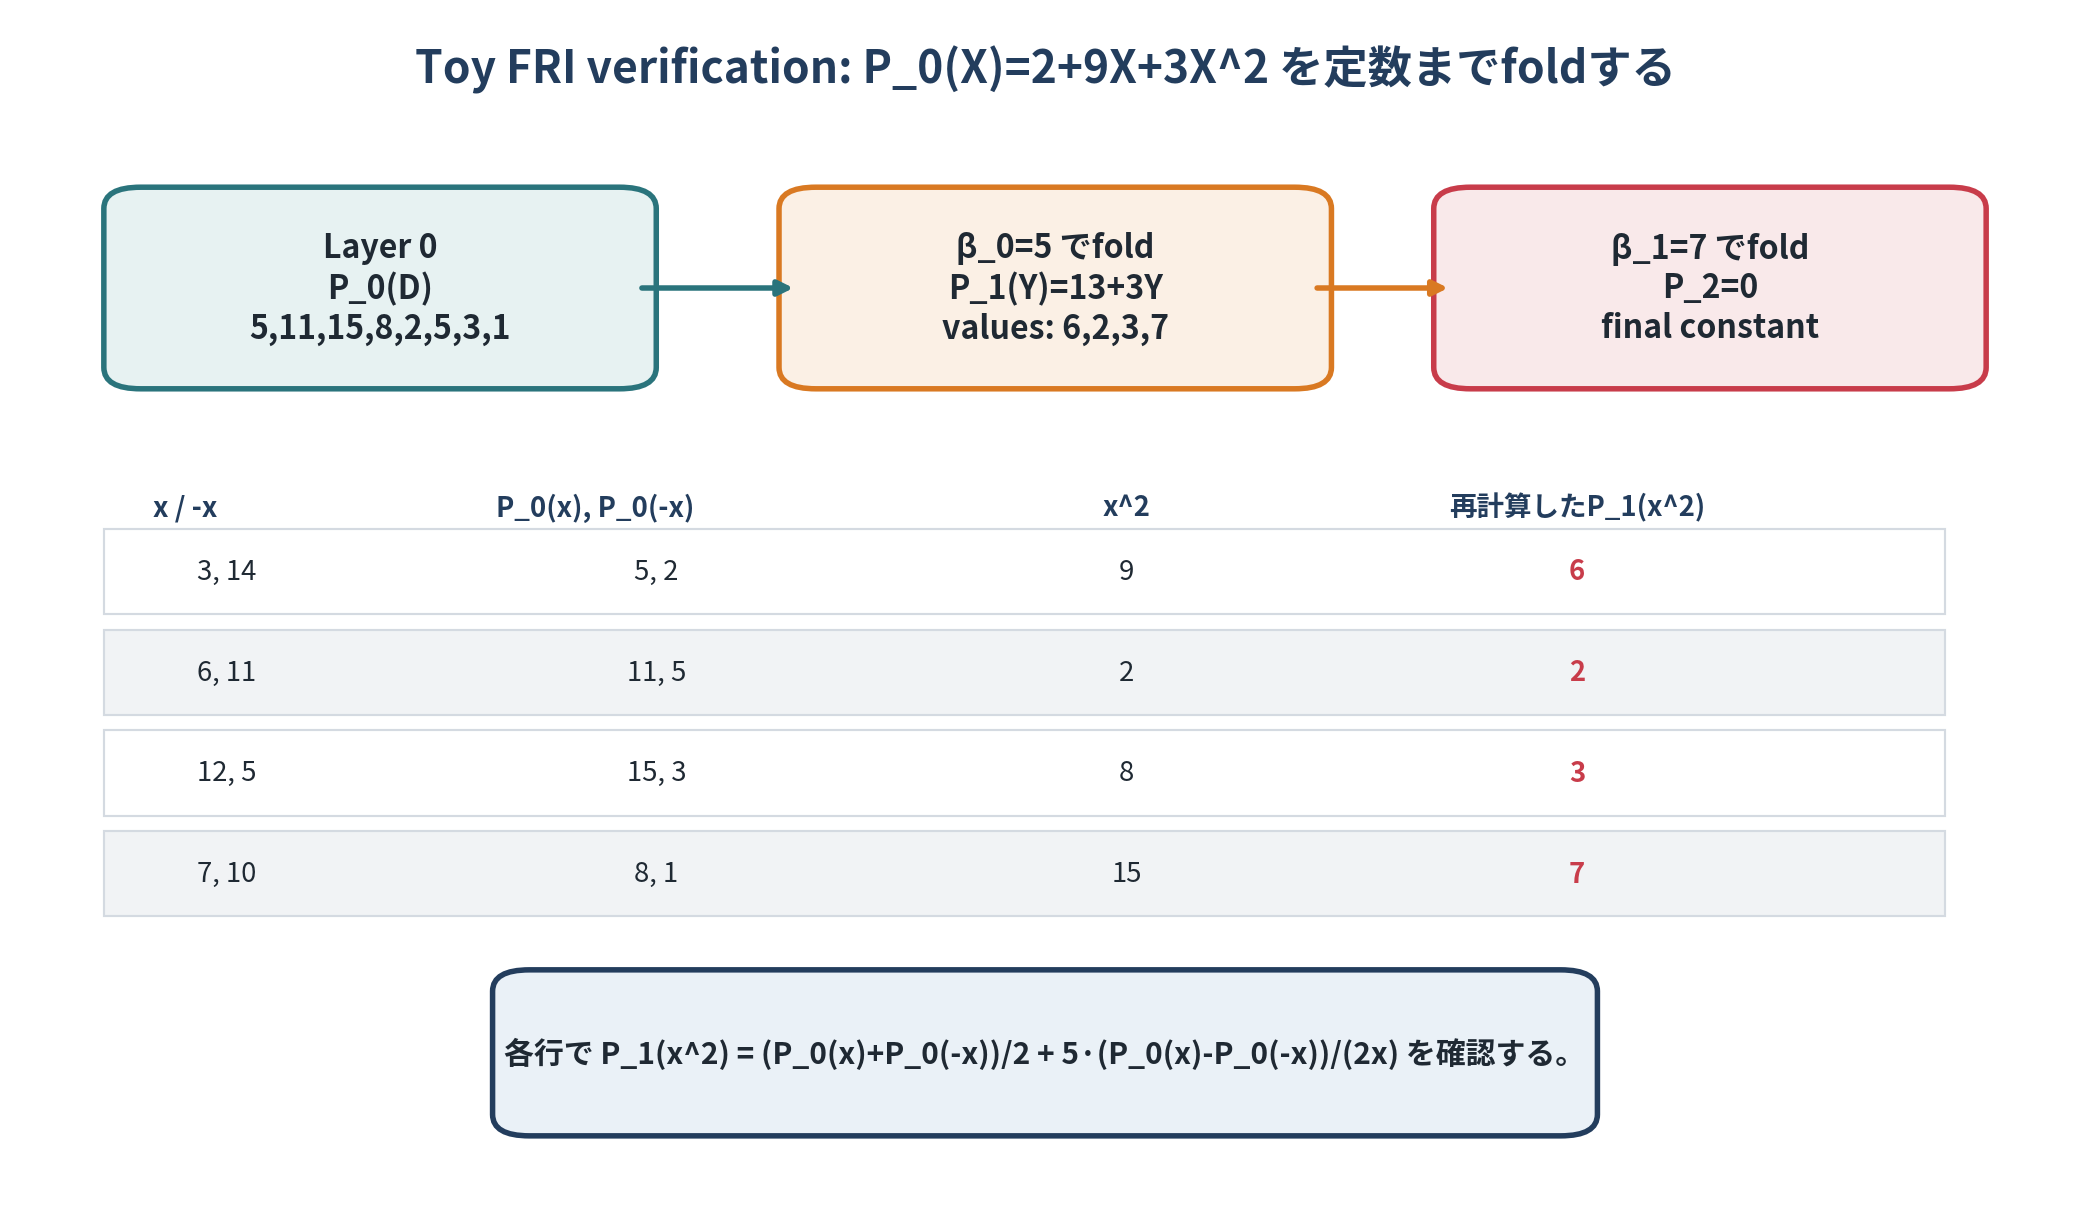 Toy FRI verification: P_0(X)=2+9X+3X^2 を定数までfoldする
Layer 0
P_0(D)
5,11,15,8,2,5,3,1
β_0=5 でfold
P_1(Y)=13+3Y
values: 6,2,3,7
β_1=7 でfold
P_2=0
final constant
x / -x P_0(x), P_0(-x) x^2 再計算したP_1(x^2)
3, 14 5, 2 9 6
6, 11 11, 5 2 2
12, 5 15, 3 8 3
7, 10 8, 1 15 7
各行で P_1(x^2) = (P_0(x)+P_0(-x))/2 + 5·(P_0(x)-P_0(-x))/(2x) を確認する。